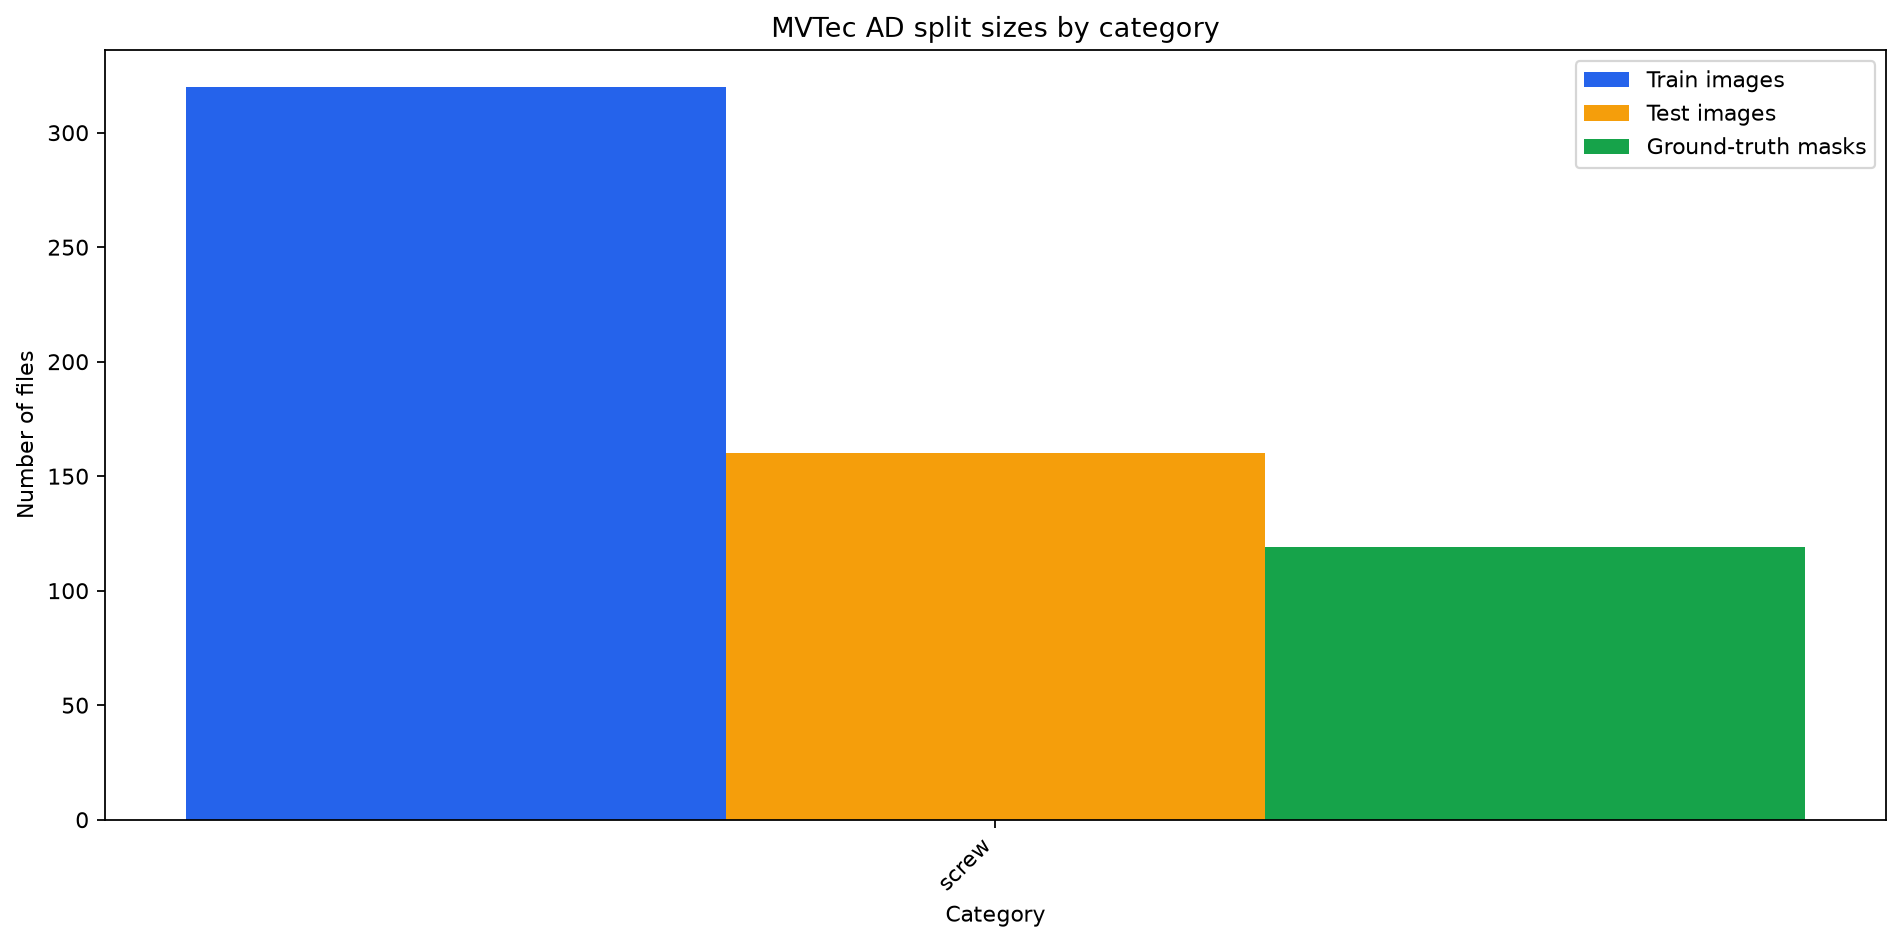 MVTec AD split sizes by category
Train images
Test images
Ground-truth masks
Number of files
300
250
200
150
100
50
0
screw
Category